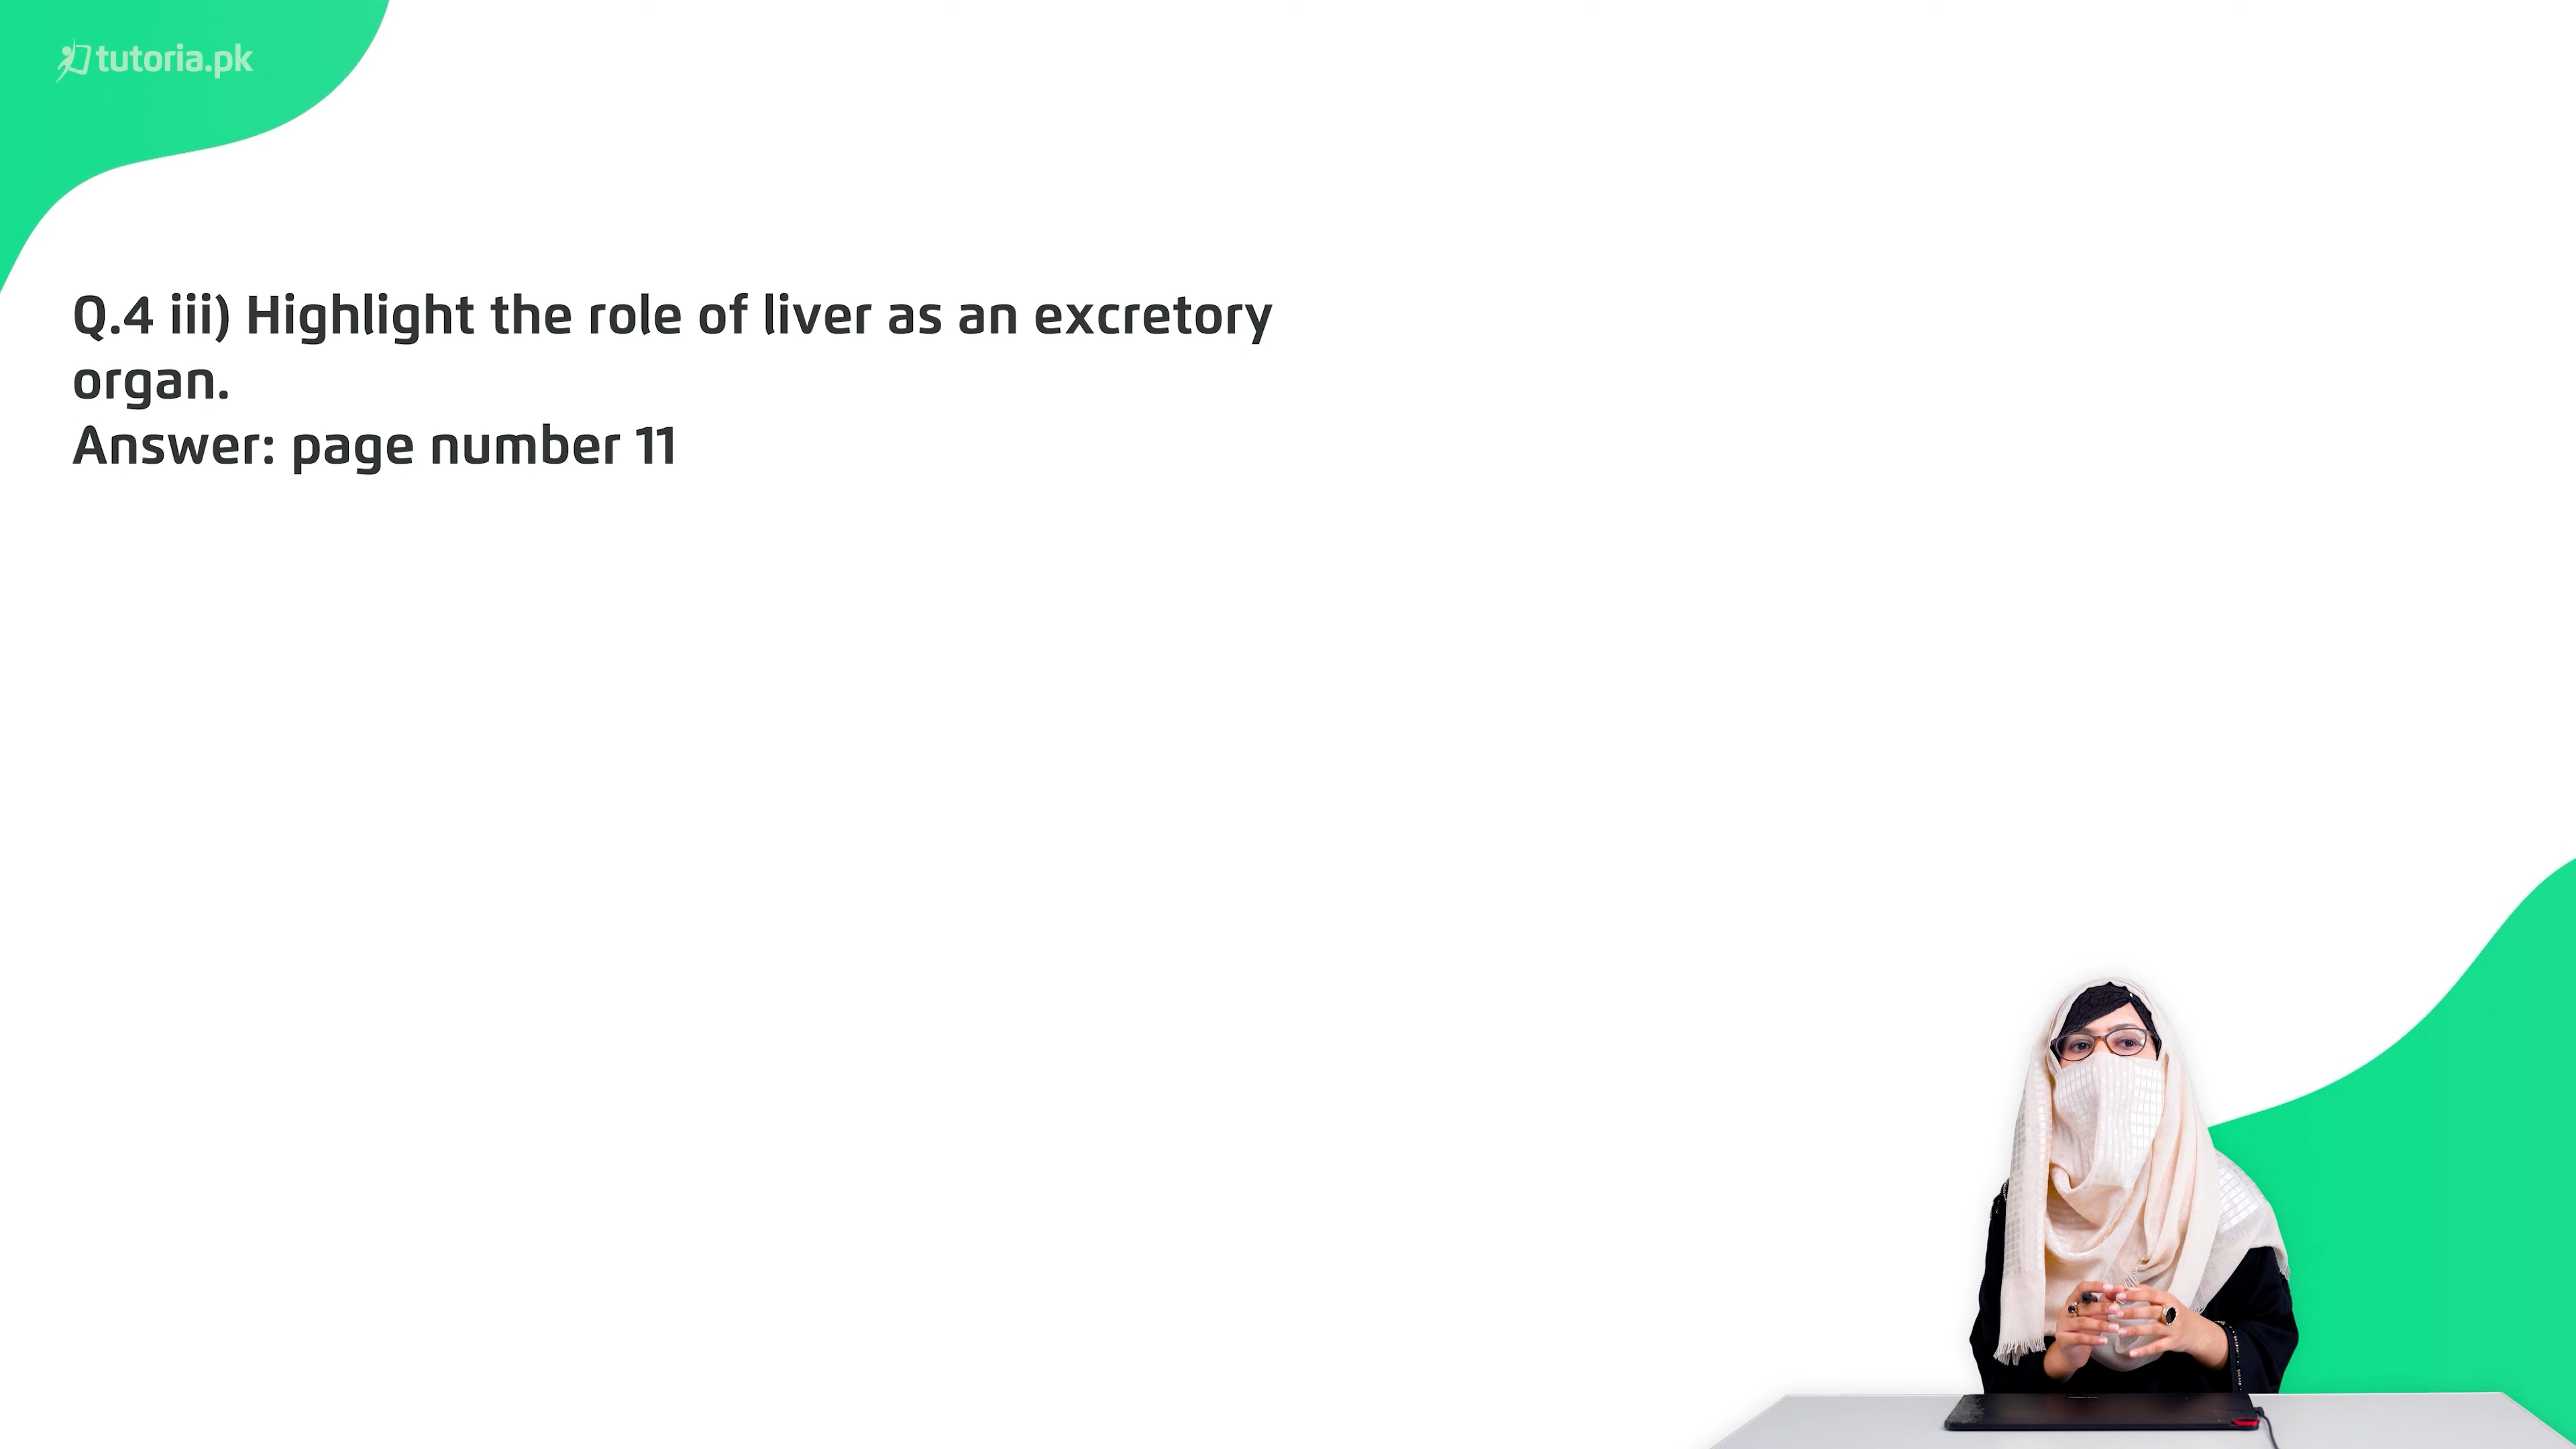 tutoria.pk
Q.4 iii) Highlight the role of liver as an excretory
organ.
Answer: page number 11